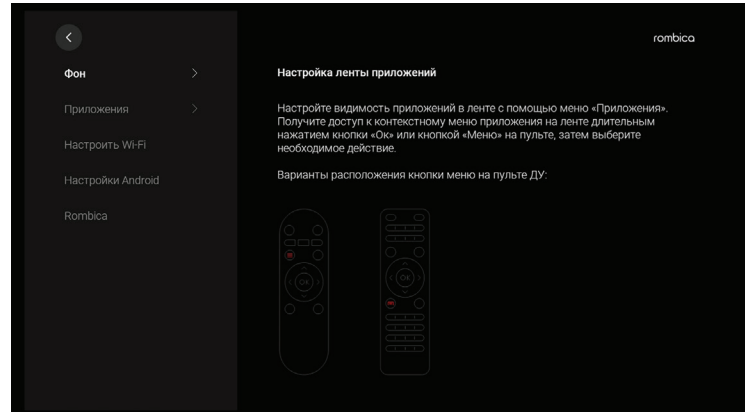 rombica
Фон
Приложения
Настроить Wi-Fi
Настройки Android
Rombica
Настройка ленты приложений
Настройте видимость приложений в ленте с помощью меню «Приложения».
Получите доступ к контекстному меню приложения на ленте длительным
нажатием кнопки «Ок» или кнопкой «Меню» на пульте, затем выберите
необходимое действие.
Варианты расположения кнопки меню на пульте ДУ:
OK
OK